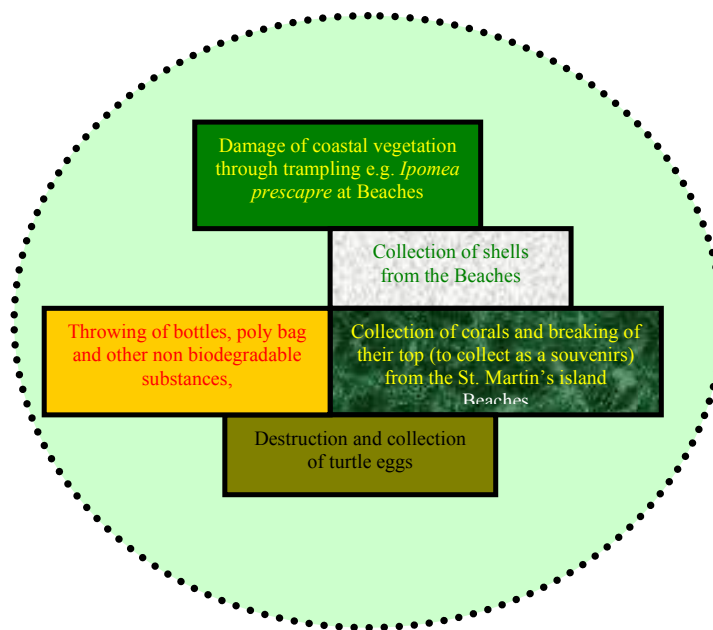 Damage of coastal vegetation
through trampling e.g. Ipomea
prescapre at Beaches
Collection of shells
from the Beaches
Throwing of bottles, poly bag
and other non biodegradable
substances,
Collection of corals and breaking of
their top (to collect as a souvenirs)
from the St. Martin's island
Beaches
Destruction and collection
of turtle eggs